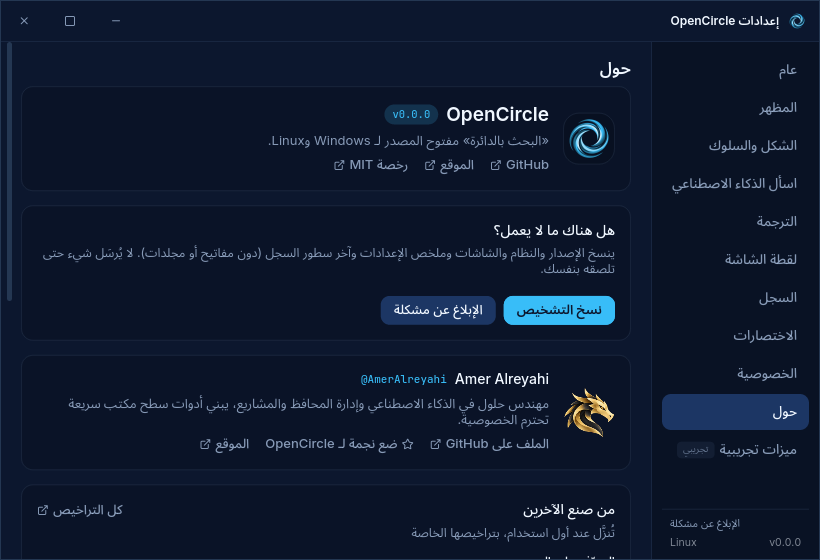 إعدادات OpenCircle
عام
المظهر
الشكل والسلوك
اسأل الذكاء الاصطناعي
الترجمة
لقطة الشاشة
السجل
الاختصارات
الخصوصية
حول
ميزات تجريبية تجريبي
الإبلاغ عن مشكلة
v0.0.0 Linux
حول
OpenCircle v0.0.0
«البحث بالدائرة» مفتوح المصدر لـ Windows وLinux.
GitHub الموقع رخصة MIT
هل هناك ما لا يعمل؟
ينسخ الإصدار والنظام والشاشات وملخص الإعدادات وآخر سطور السجل (دون مفاتيح أو مجلدات). لا يُرسَل شيء حتى
تلصقه بنفسك.
نسخ التشخيص الإبلاغ عن مشكلة
Amer Alreyahi @AmerAlreyahi
مهندس حلول في الذكاء الاصطناعي وإدارة المحافظ والمشاريع، يبني أدوات سطح مكتب سريعة
تحترم الخصوصية.
الملف على GitHub ضع نجمة لـ OpenCircle الموقع
من صنع الآخرين كل التراخيص
تُنزَّل عند أول استخدام، بتراخيصها الخاصة